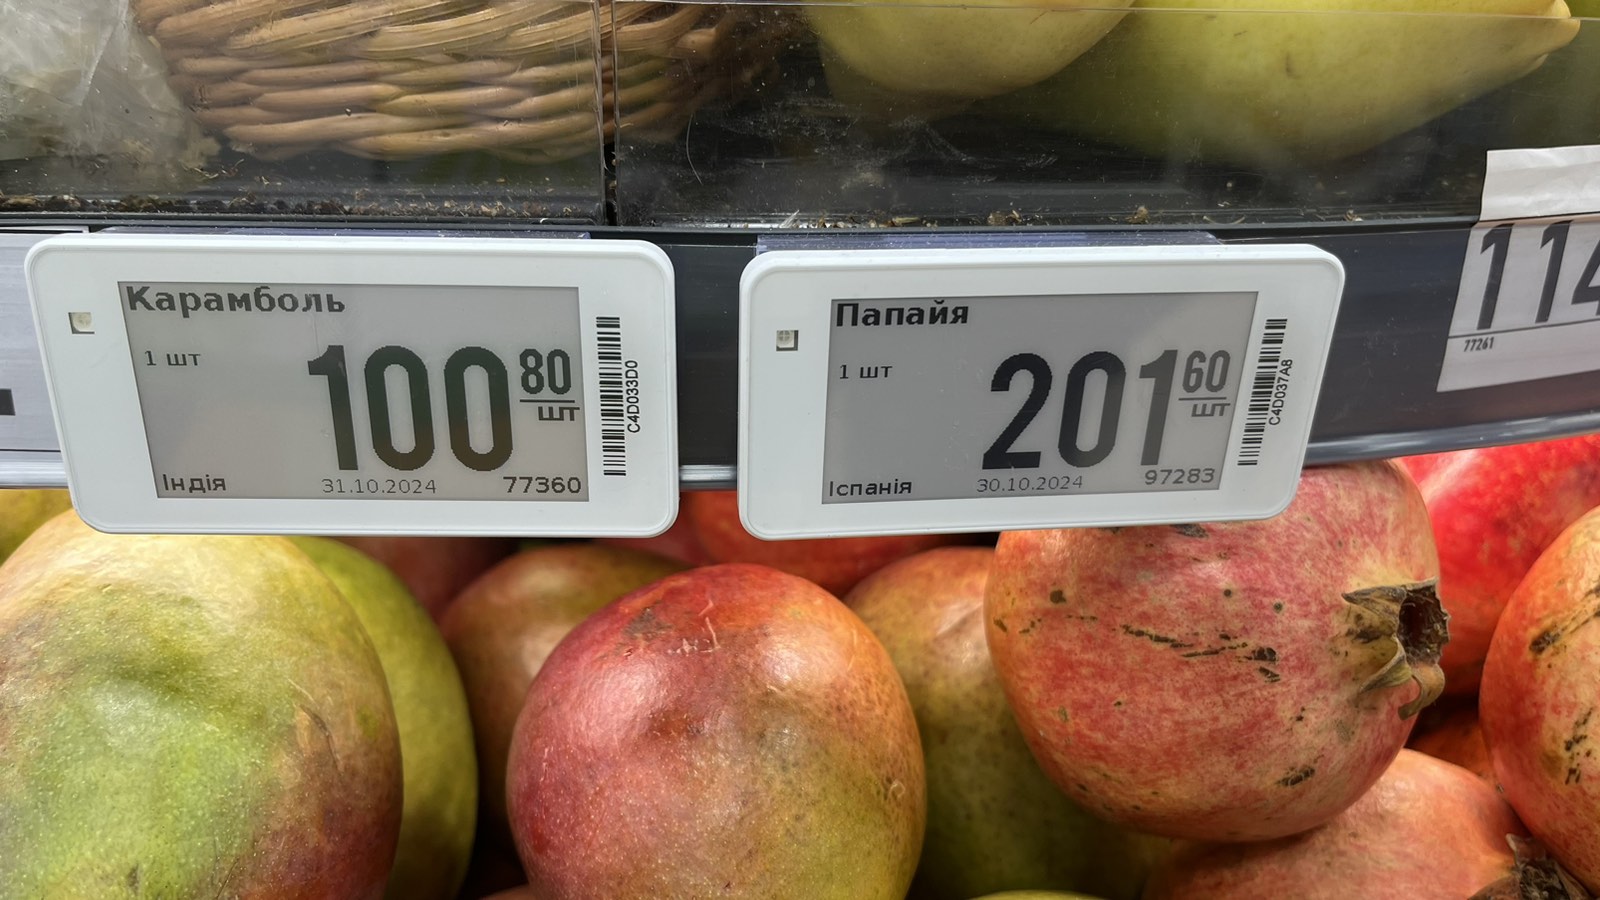 Карамболь
1 шт
100 80
шт
Індія 31.10.2024 77360
C4D033D0
Папайя
1 шт
201 60
шт
Іспанія 30.10.2024 97283
C4D037A8
114
77261